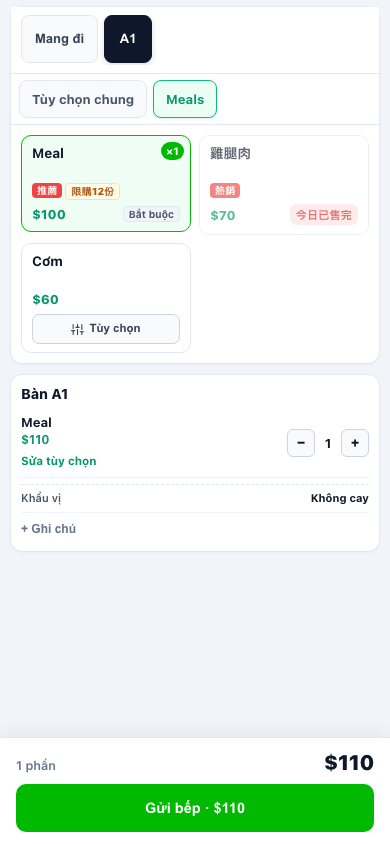 Mang đi
A1
Tùy chọn chung
Meals
Meal
×1
推薦
限購12份
$100
Bắt buộc
雞腿肉
熱銷
$70
今日已售完
Cơm
$60
Tùy chọn
Bàn A1
Meal
$110
Sửa tùy chọn
− 1 +
Khẩu vị
Không cay
+ Ghi chú
1 phần
$110
Gửi bếp · $110